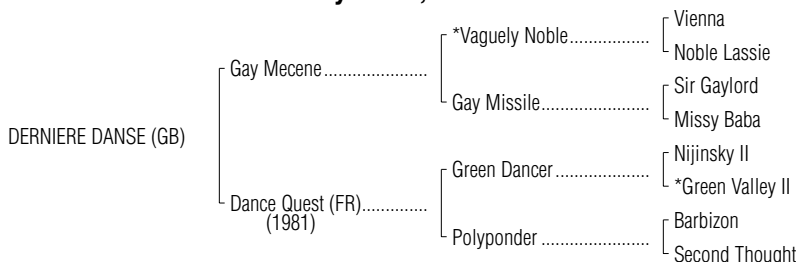 Vienna
*Vaguely Noble...................
Noble Lassie
Gay Mecene......................
Sir Gaylord
Gay Missile.......................
Missy Baba
DERNIERE DANSE (GB)
Nijinsky II
Green Dancer....................
*Green Valley II
Dance Quest (FR)..............
(1981)
Barbizon
Polyponder .......................
Second Thought